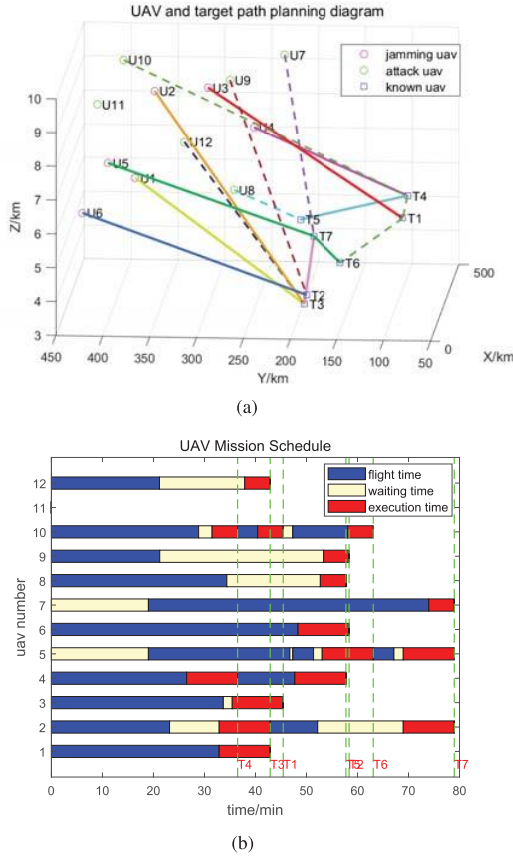 UAV and target path planning diagram
jamming uav
attack uav
known uav
U10
U9
U7
U2
U3
U11
U4
U12
U5
U1
U8
U6
T4
T5
T1
T7
T6
T2
T3
Z/km
10
9
8
7
6
5
4
3
450
400
350
300
250
200
150
100
50
Y/km
0
500
X/km
(a)
UAV Mission Schedule
flight time
waiting time
execution time
uav number
12
11
10
9
8
7
6
5
4
3
2
1
T4
T3
T1
T5
T2
T6
T7
0
10
20
30
40
50
60
70
80
time/min
(b)